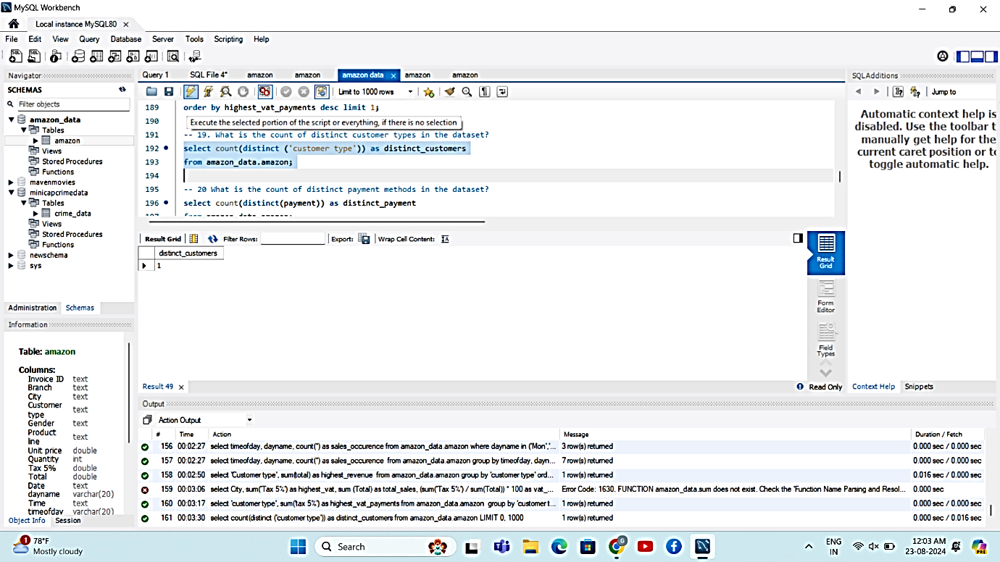 MySQL Workbench
Local instance MySQL80
File Edit View Query Database Server Tools Scripting Help
Navigator
SCHEMAS
Filter objects
amazon_data
Tables
amazon
Views
Stored Procedures
Functions
mavenmovies
minicapcrimedata
Tables
crime_data
Views
Stored Procedures
Functions
newschema
sys
Administration Schemas
Information
Table: amazon
Columns:
Invoice ID text
Branch text
City text
Customer type text
Gender text
Product line text
Unit price double
Quantity int
Tax 5% double
Total double
Date text
dayname varchar(20)
Time text
timeofday varchar(20)
Object Info Session
Query 1 SQL File 4* amazon amazon amazon data amazon amazon
Limit to 1000 rows
189 order by highest_vat_payments desc limit 1;
190
Execute the selected portion of the script or everything, if there is no selection
191 -- 19. What is the count of distinct customer types in the dataset?
192 select count(distinct ('customer type')) as distinct_customers
193 from amazon_data.amazon;
194
195 -- 20 What is the count of distinct payment methods in the dataset?
196 select count(distinct(payment)) as distinct_payment
197 from amazon_data.amazon;
Result Grid Filter Rows: Export: Wrap Cell Content: IA
distinct_customers
1
Result Grid
Form Editor
Field Types
Result 49 Read Only
SQLAdditions
Jump to
Automatic context help is
disabled. Use the toolbar t
manually get help for the
current caret position or to
toggle automatic help.
Context Help Snippets
Output
Action Output
# Time Action Message Duration / Fetch
156 00:02:27 select timeofday, dayname, count(*) as sales_occurence from amazon_data.amazon where dayname in ("Mon","... 3 row(s) returned 0.000 sec / 0.000 sec
157 00:02:27 select timeofday, dayname, count(*) as sales_occurence from amazon_data.amazon group by timeofday, dayn... 7 row(s) returned 0.000 sec / 0.000 sec
158 00:02:50 select 'Customer type', sum(total) as highest_revenue from amazon_data.amazon group by 'customer type' ord... 1 row(s) returned 0.016 sec / 0.000 sec
159 00:03:06 select City, sum("Tax 5%") as highest_vat, sum (Total) as total_sales, (sum("Tax 5%") / sum(Total)) * 100 as vat_... Error Code: 1630. FUNCTION amazon_data.sum does not exist. Check the 'Function Name Parsing and Resol... 0.000 sec
160 00:03:17 select 'customer type', sum('tax 5%') as highest_vat_payments from amazon_data.amazon group by 'customer t... 1 row(s) returned 0.000 sec / 0.000 sec
161 00:03:30 select count(distinct ('customer type')) as distinct_customers from amazon_data.amazon LIMIT 0, 1000 1 row(s) returned 0.000 sec / 0.016 sec
1
78°F
Mostly cloudy
Search
G
PRE
ENG
IN
12:03 AM
23-08-2024